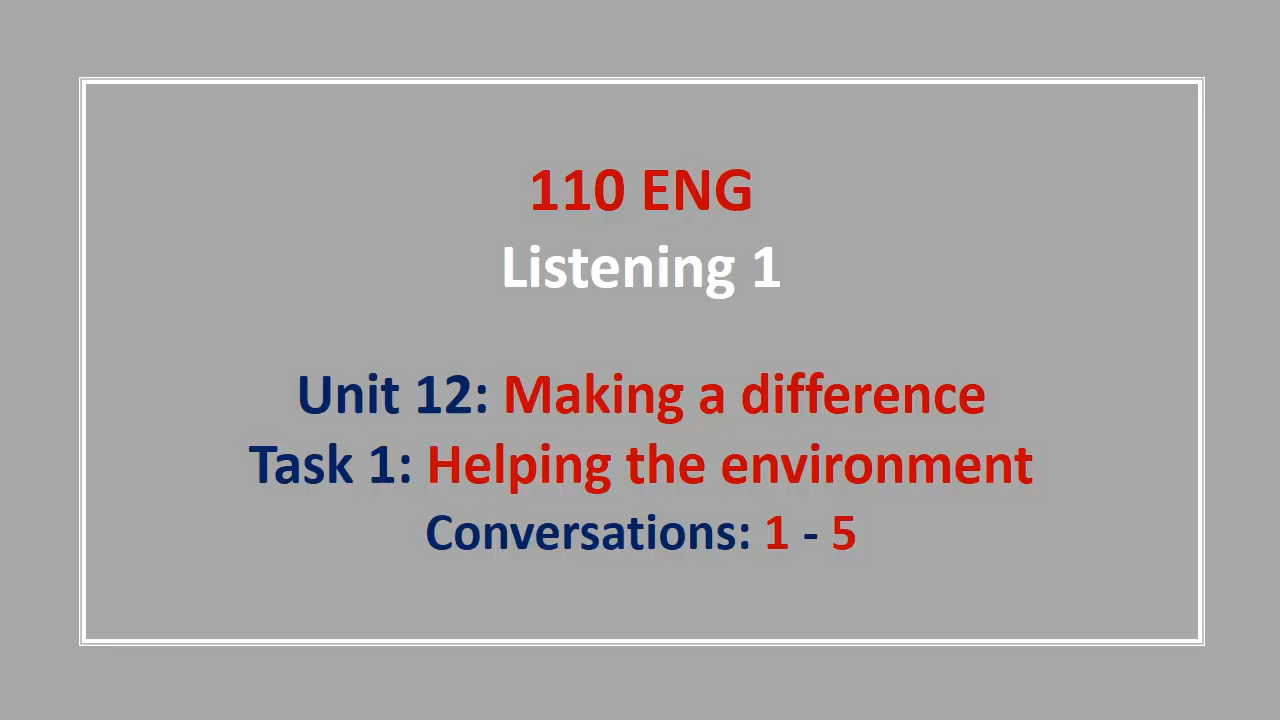 110 ENG
Listening 1
Unit 12: Making a difference
Task 1: Helping the environment
Conversations: 1 - 5